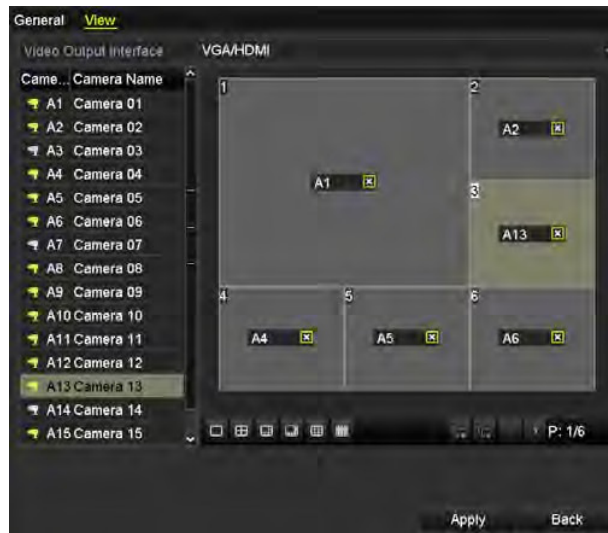 General View
Video Output Interface VGA/HDMI
Came... Camera Name
A1 Camera 01
A2 Camera 02
A3 Camera 03
A4 Camera 04
A5 Camera 05
A6 Camera 06
A7 Camera 07
A8 Camera 08
A9 Camera 09
A10 Camera 10
A11 Camera 11
A12 Camera 12
A13 Camera 13
A14 Camera 14
A15 Camera 15
1
A1
2
A2
3
A13
4
A4
5
A5
6
A6
P: 1/6
Apply Back